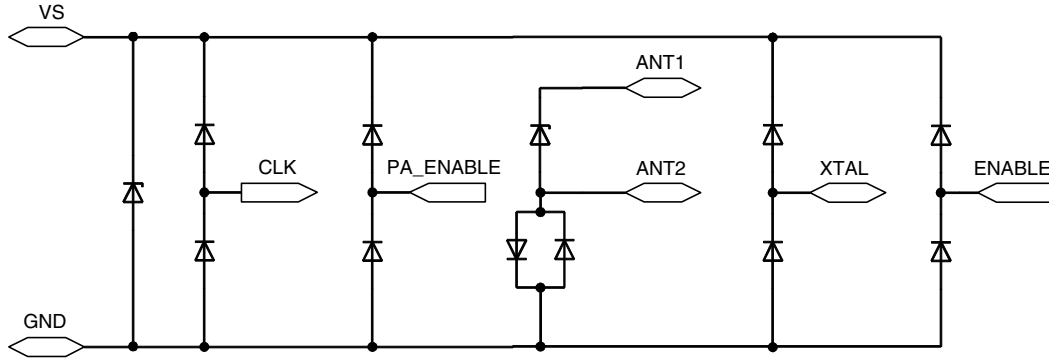 VS
ANT1
CLK
PA_ENABLE
ANT2
XTAL
ENABLE
GND